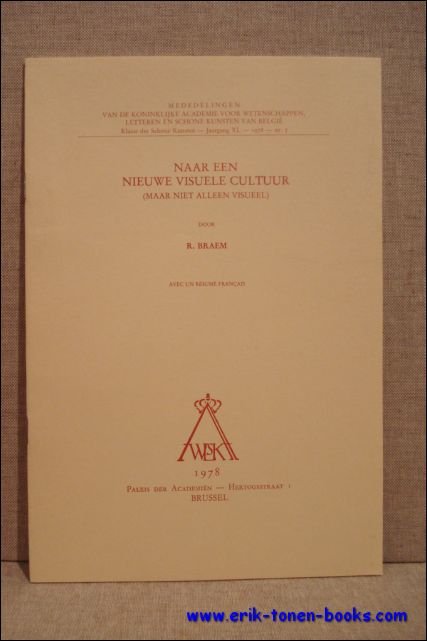 MEDEDELINGEN
VAN DE KONINKLIJKE ACADEMIE VOOR WETENSCHAPPEN,
LETTEREN EN SCHONE KUNSTEN VAN BELGIË
Klasse der Schone Kunsten — Jaargang XL — 1978 — nr. 1
NAAR EEN
NIEUWE VISUELE CULTUUR
(MAAR NIET ALLEEN VISUEEL)
DOOR
R. BRAEM
AVEC UN RÉSUMÉ FRANÇAIS
AWLSK
1978
PALEIS DER ACADEMIËN — HERTOGSSTRAAT 1
BRUSSEL
www.erik-tonen-books.com